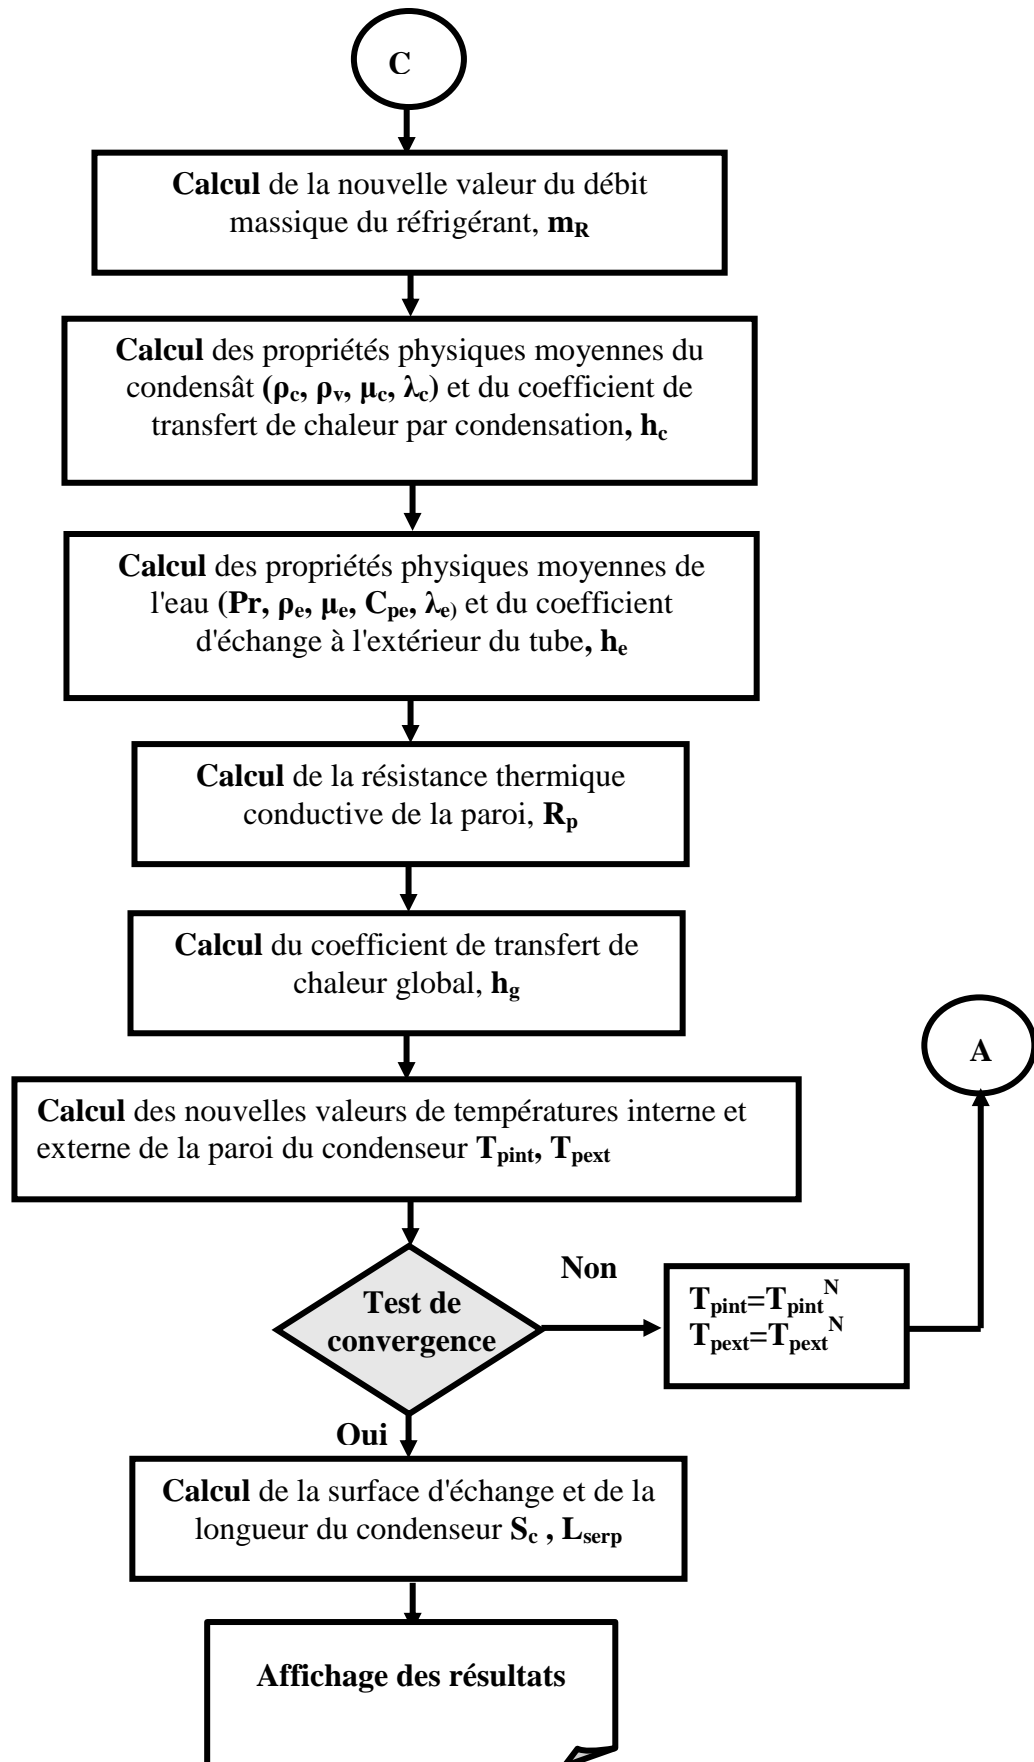 C
Calcul de la nouvelle valeur du débit
massique du réfrigérant, mR
Calcul des propriétés physiques moyennes du
condensât (ρc, ρv, μc, λc) et du coefficient de
transfert de chaleur par condensation, hc
Calcul des propriétés physiques moyennes de
l'eau (Pr, ρe, μe, Cpe, λe) et du coefficient
d'échange à l'extérieur du tube, he
Calcul de la résistance thermique
conductive de la paroi, Rp
Calcul du coefficient de transfert de
chaleur global, hg
A
Calcul des nouvelles valeurs de températures interne et
externe de la paroi du condenseur Tpint, Tpext
Non
Test de
convergence
Tpint=Tpint^N
Tpext=Tpext^N
Oui
Calcul de la surface d'échange et de la
longueur du condenseur Sc , Lserp
Affichage des résultats